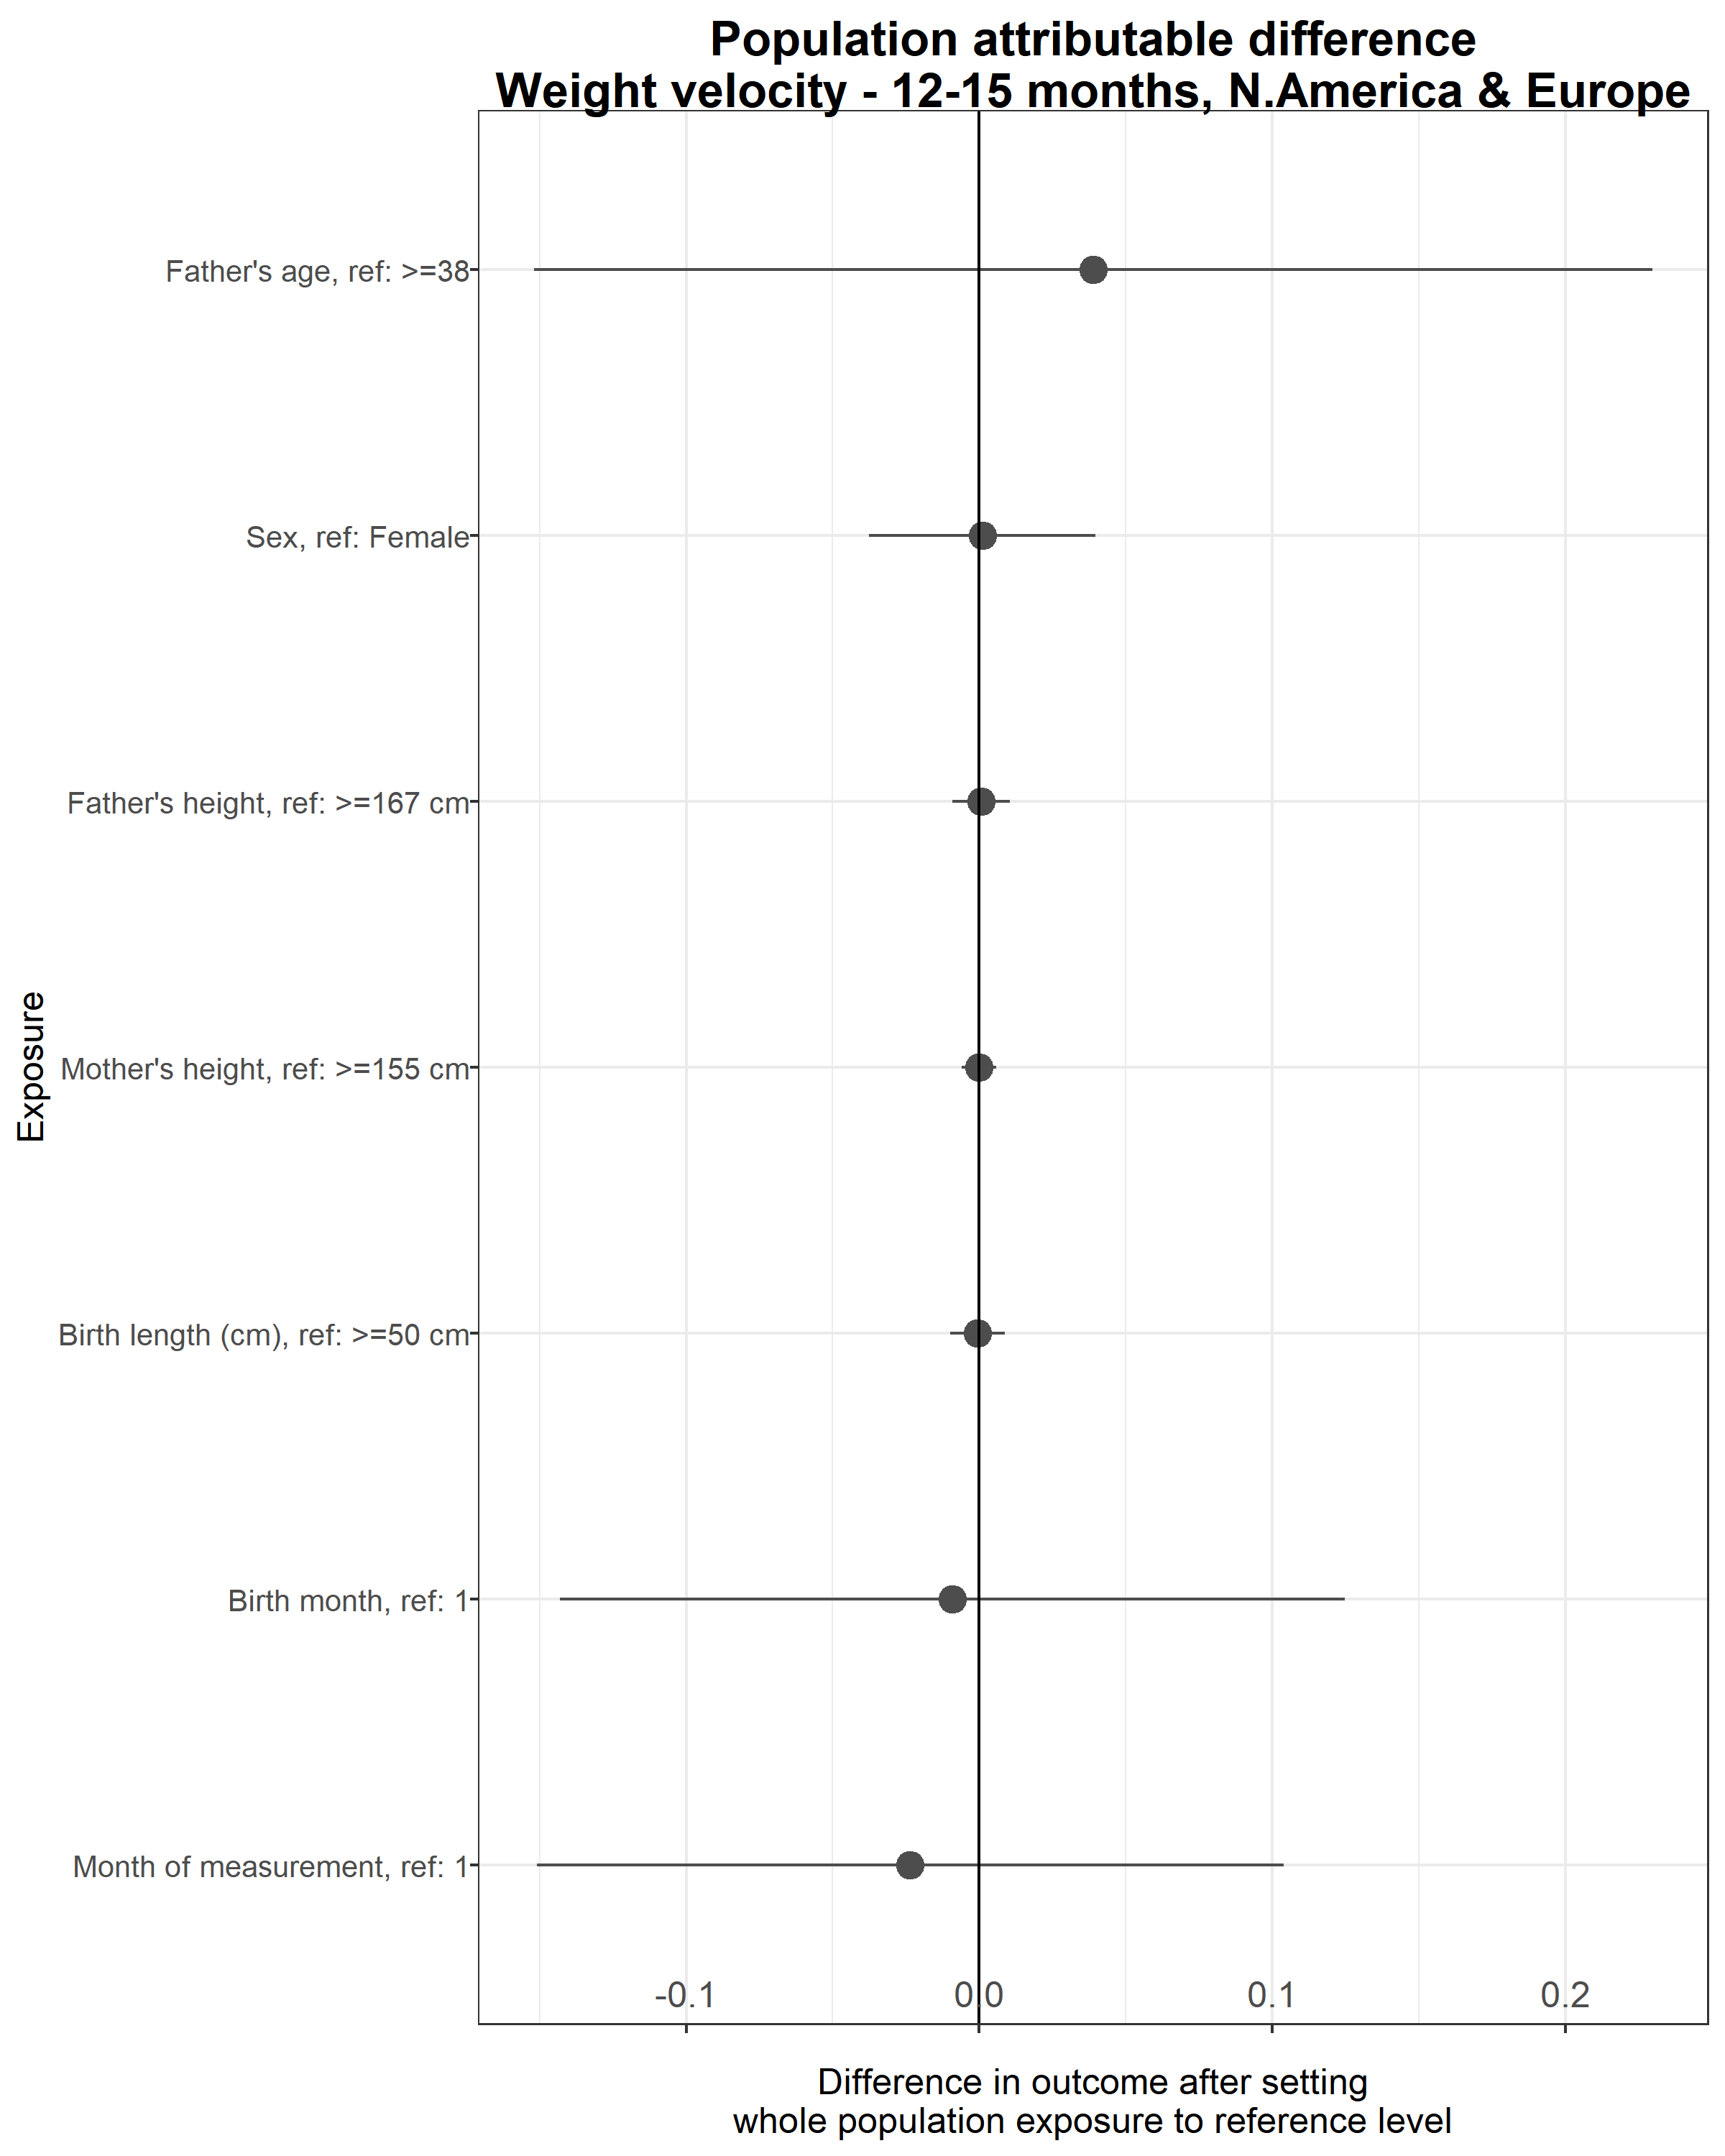 Population attributable difference
Weight velocity - 12-15 months, N.America & Europe
Father's age, ref: >=38
Sex, ref: Female
Father's height, ref: >=167 cm
Mother's height, ref: >=155 cm
Birth length (cm), ref: >=50 cm
Birth month, ref: 1
Month of measurement, ref: 1
Exposure
-0.1 0.0 0.1 0.2
Difference in outcome after setting
whole population exposure to reference level